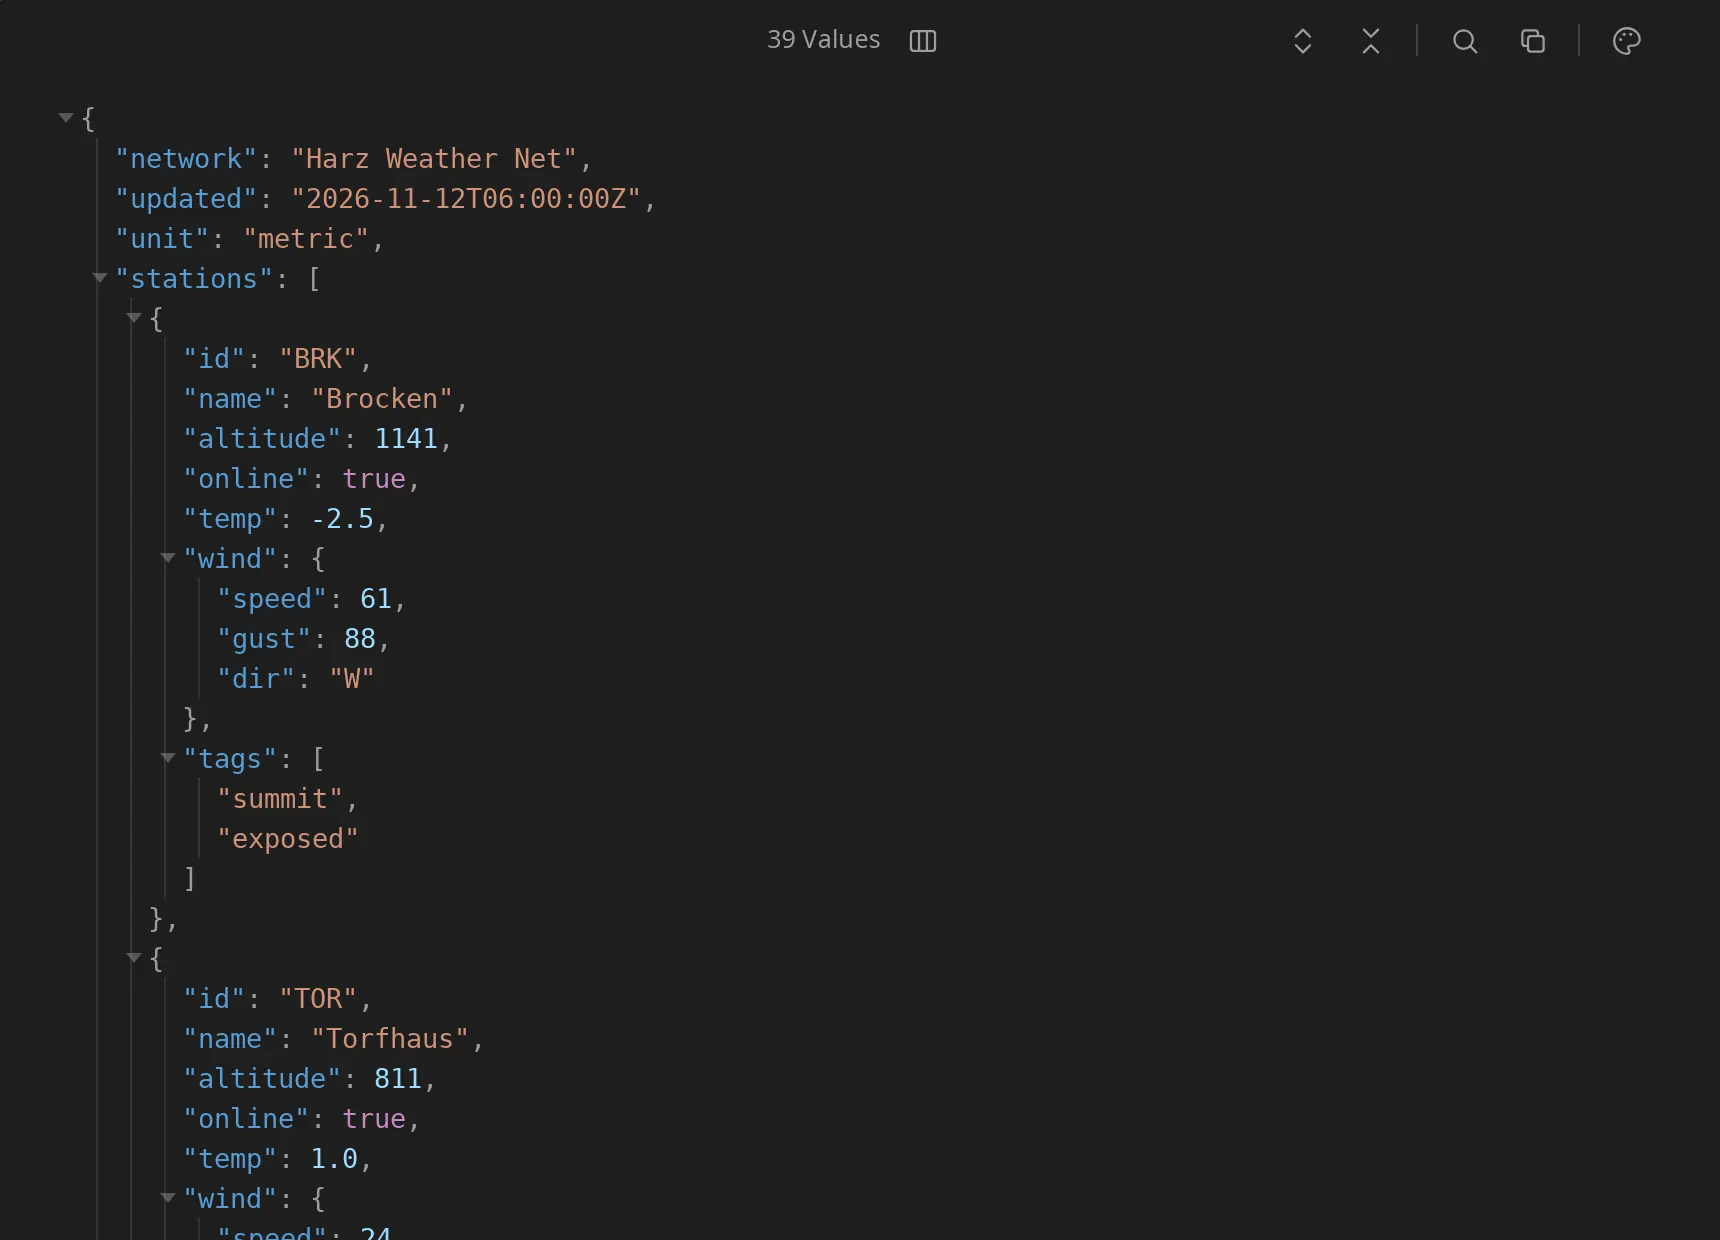 39 Values
{
"network": "Harz Weather Net",
"updated": "2026-11-12T06:00:00Z",
"unit": "metric",
"stations": [
{
"id": "BRK",
"name": "Brocken",
"altitude": 1141,
"online": true,
"temp": -2.5,
"wind": {
"speed": 61,
"gust": 88,
"dir": "W"
},
"tags": [
"summit",
"exposed"
]
},
{
"id": "TOR",
"name": "Torfhaus",
"altitude": 811,
"online": true,
"temp": 1.0,
"wind": {
"speed": 24